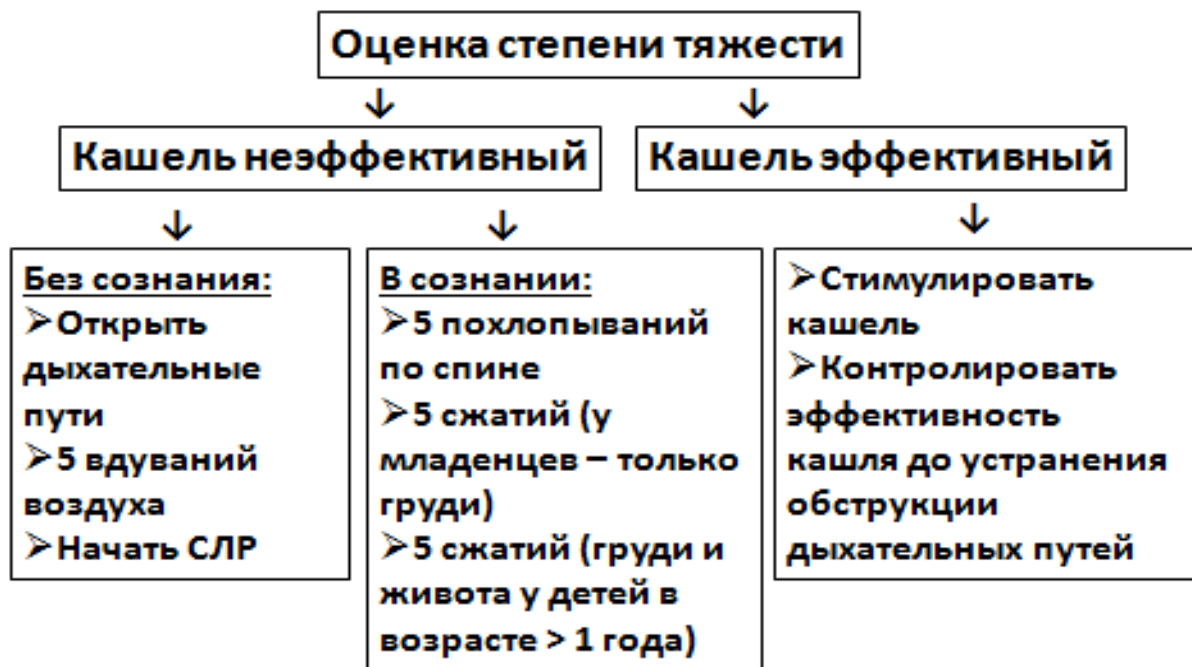 Оценка степени тяжести
↓ ↓
Кашель неэффективный
Кашель эффективный
↓ ↓ ↓
Без сознания:
➢Открыть
дыхательные
пути
➢5 вдуваний
воздуха
➢Начать СЛР
В сознании:
➢5 похлопываний
по спине
➢5 сжатий (у
младенцев – только
груди)
➢5 сжатий (груди и
живота у детей в
возрасте > 1 года)
➢Стимулировать
кашель
➢Контролировать
эффективность
кашля до устранения
обструкции
дыхательных путей